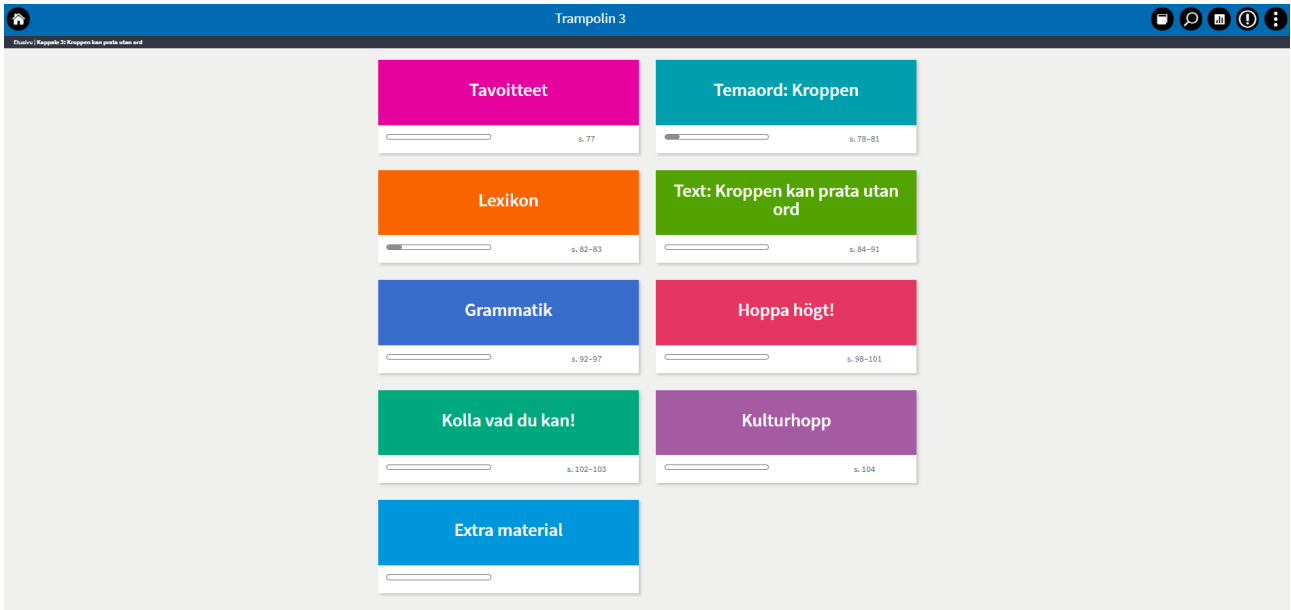 Trampolin 3
Etusivu | Kappale 3: Kroppen kan prata utan ord
Tavoitteet
s. 77
Temaord: Kroppen
s. 78–81
Lexikon
s. 82–83
Text: Kroppen kan prata utan
ord
s. 84–91
Grammatik
s. 92–97
Hoppa högt!
s. 98–101
Kolla vad du kan!
s. 102–103
Kulturhopp
s. 104
Extra material